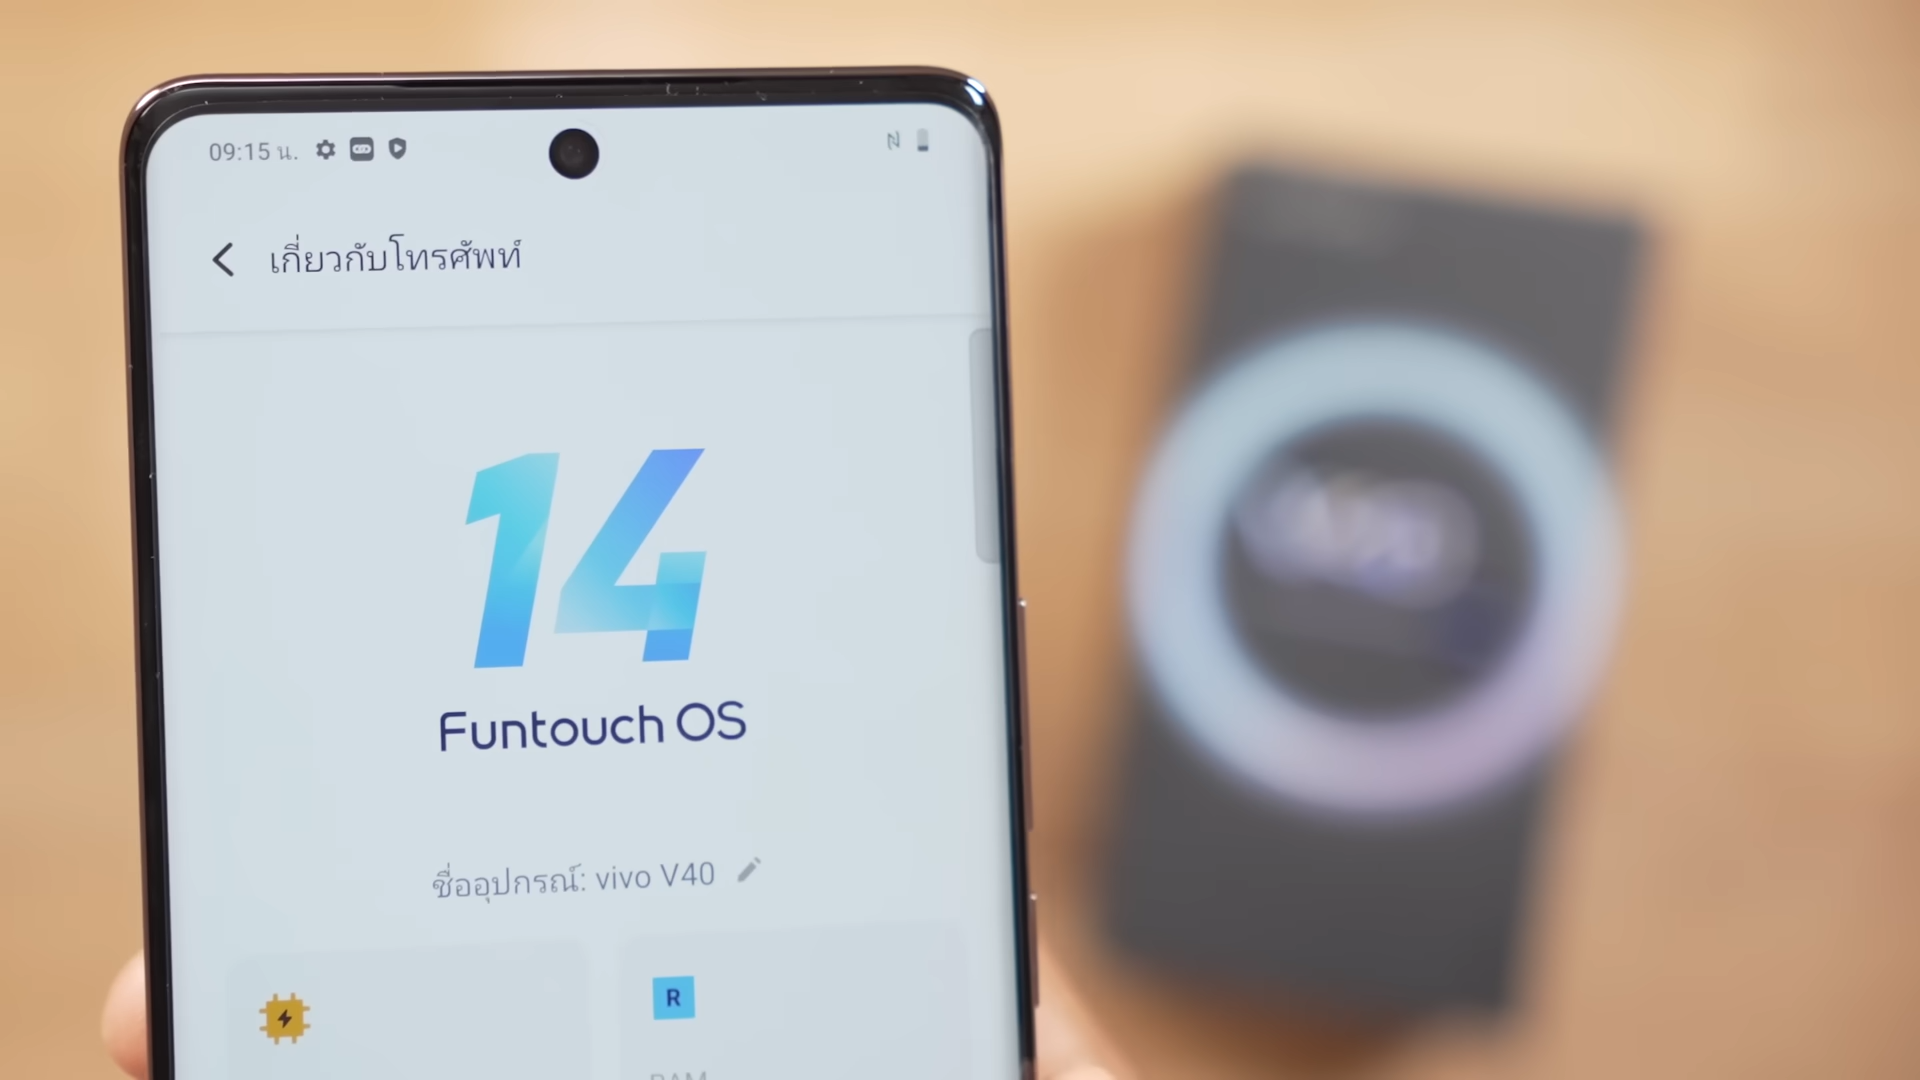 09:15 น.
เกี่ยวกับโทรศัพท์
14
Funtouch OS
ชื่ออุปกรณ์: vivo V40
R
RAM